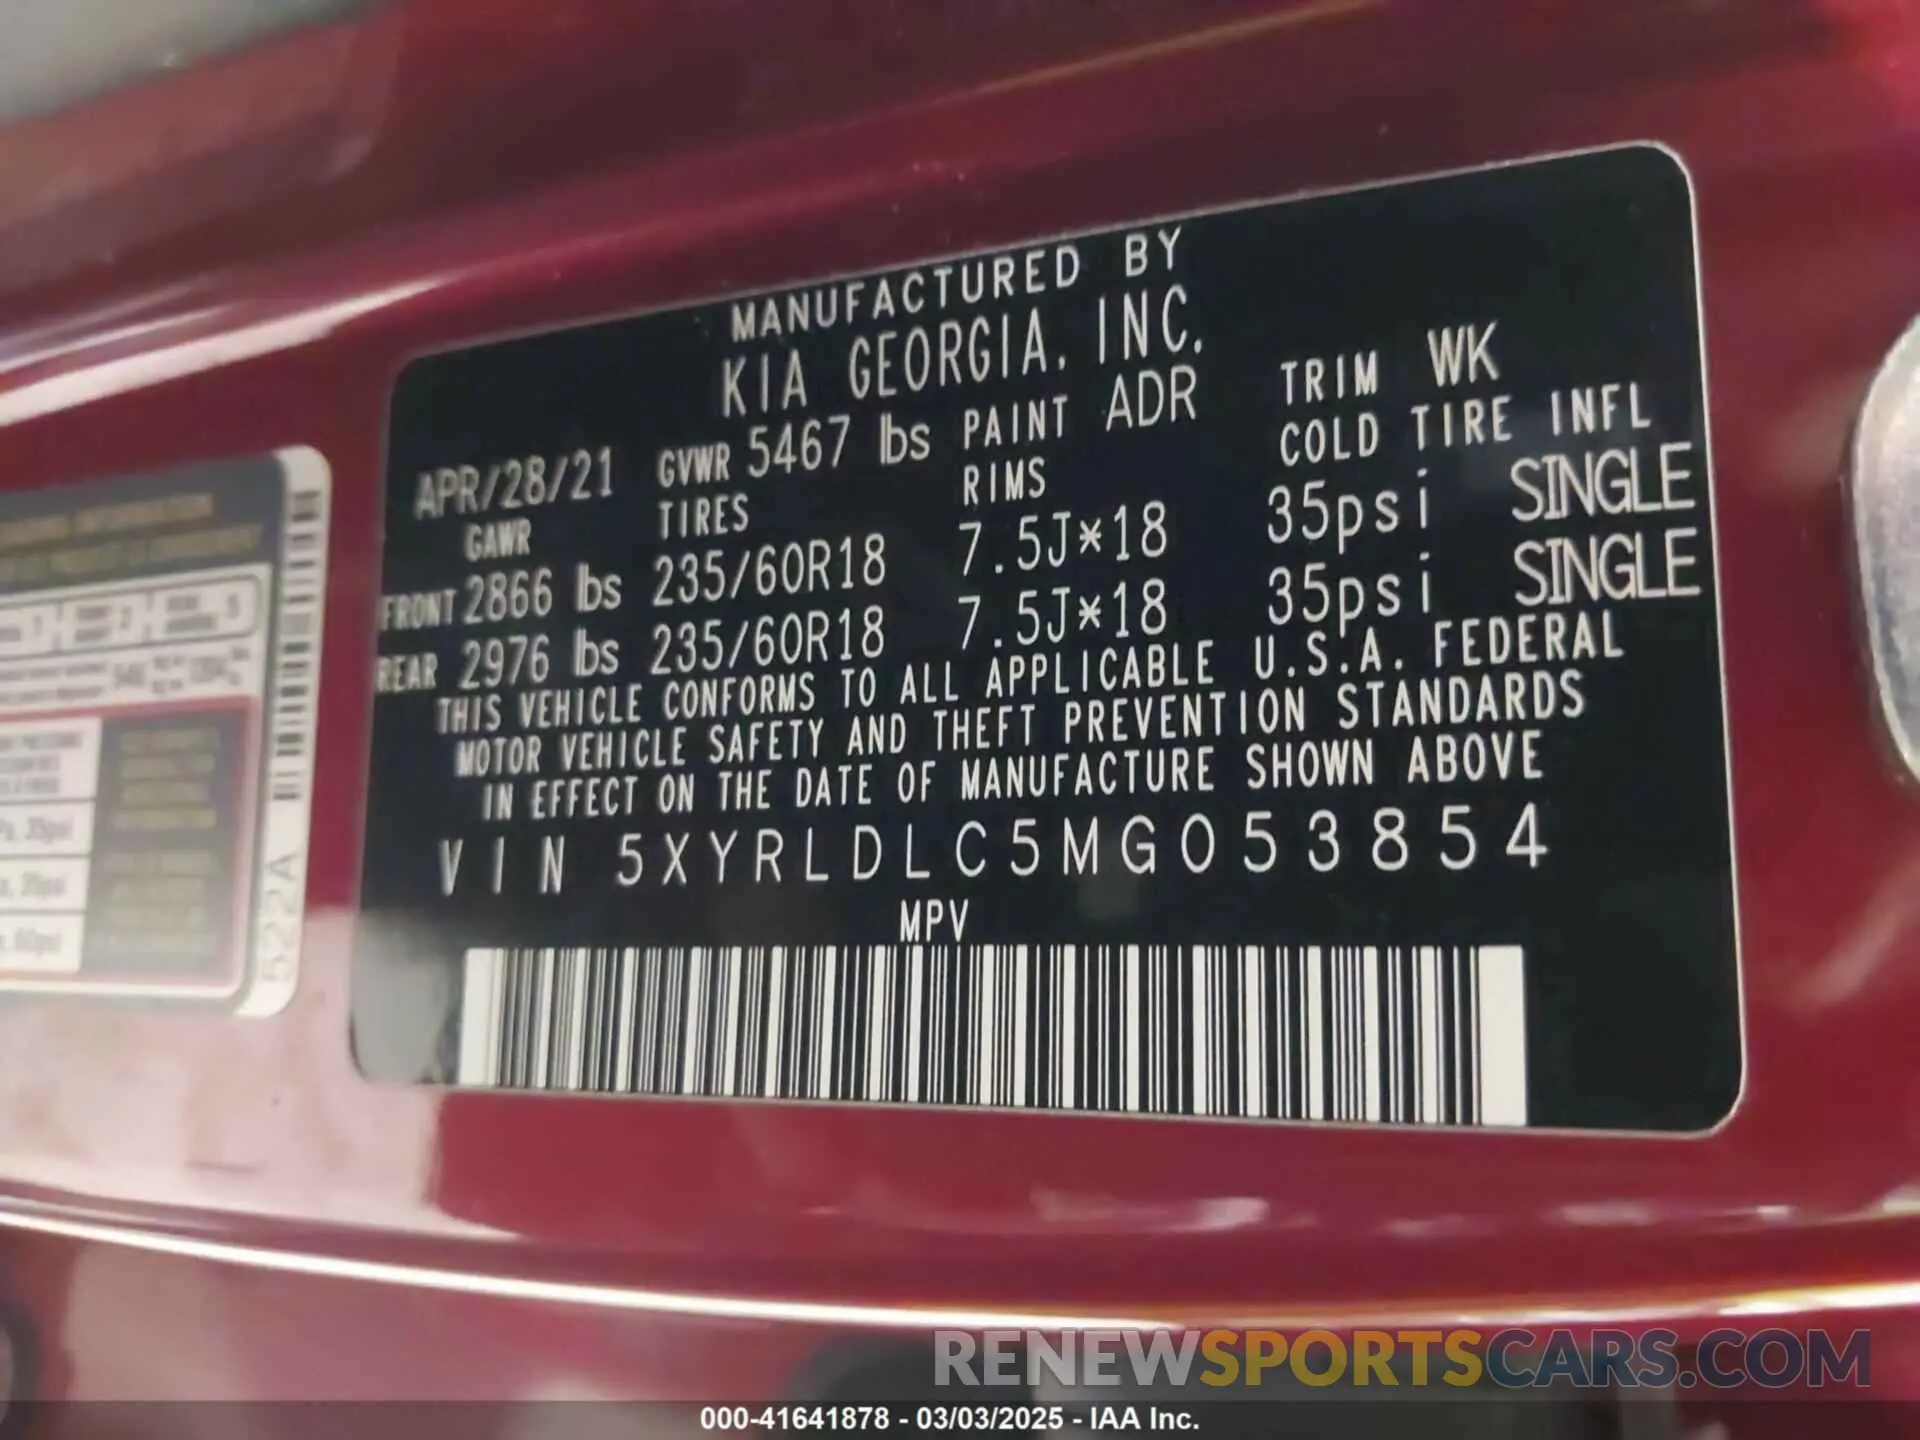 MANUFACTURED BY
KIA GEORGIA, INC.
APR/28/21 GVWR 5467 lbs PAINT ADR TRIM WK
GAWR TIRES RIMS COLD TIRE INFL
FRONT 2866 lbs 235/60R18 7.5J*18 35psi SINGLE
REAR 2976 lbs 235/60R18 7.5J*18 35psi SINGLE
THIS VEHICLE CONFORMS TO ALL APPLICABLE U.S.A. FEDERAL
MOTOR VEHICLE SAFETY AND THEFT PREVENTION STANDARDS
IN EFFECT ON THE DATE OF MANUFACTURE SHOWN ABOVE
VIN 5XYRLDLC5MG053854
MPV
522A
RENEWSPORTSCARS.COM
000-41641878 - 03/03/2025 - IAA Inc.